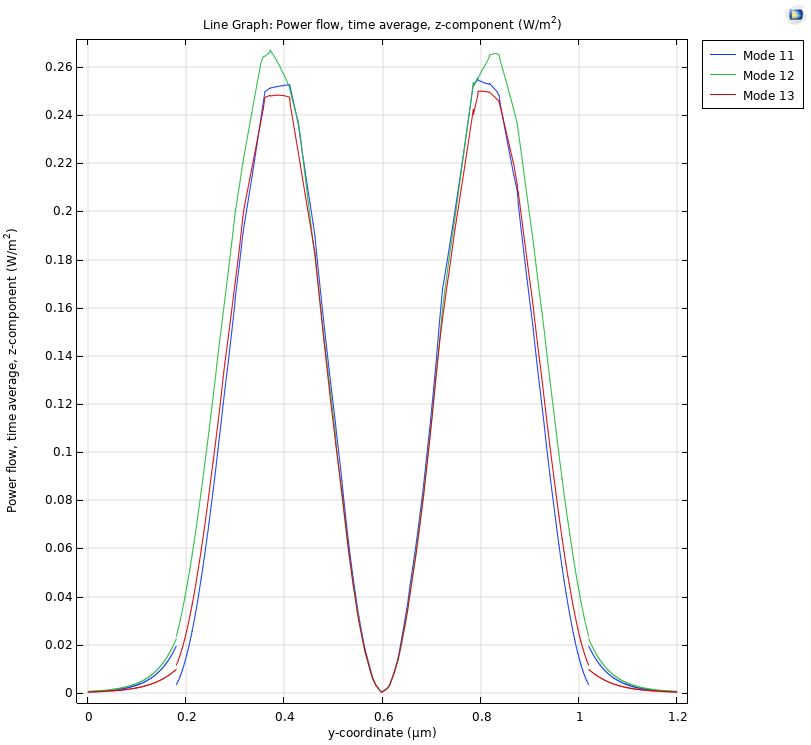 Line Graph: Power flow, time average, z-component (W/m²)
Mode 11
Mode 12
Mode 13
Power flow, time average, z-component (W/m²)
0.26
0.24
0.22
0.2
0.18
0.16
0.14
0.12
0.1
0.08
0.06
0.04
0.02
0
0 0.2 0.4 0.6 0.8 1 1.2
y-coordinate (μm)